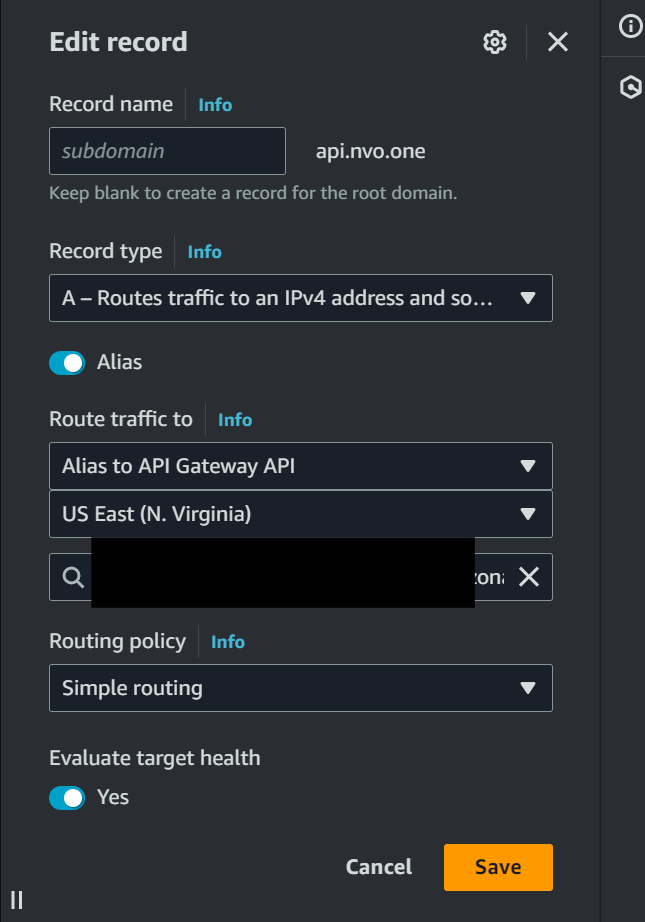 Edit record
Record name Info
subdomain api.nvo.one
Keep blank to create a record for the root domain.
Record type Info
A – Routes traffic to an IPv4 address and so...
Alias
Route traffic to Info
Alias to API Gateway API
US East (N. Virginia)
Routing policy Info
Simple routing
Evaluate target health
Yes
Cancel Save